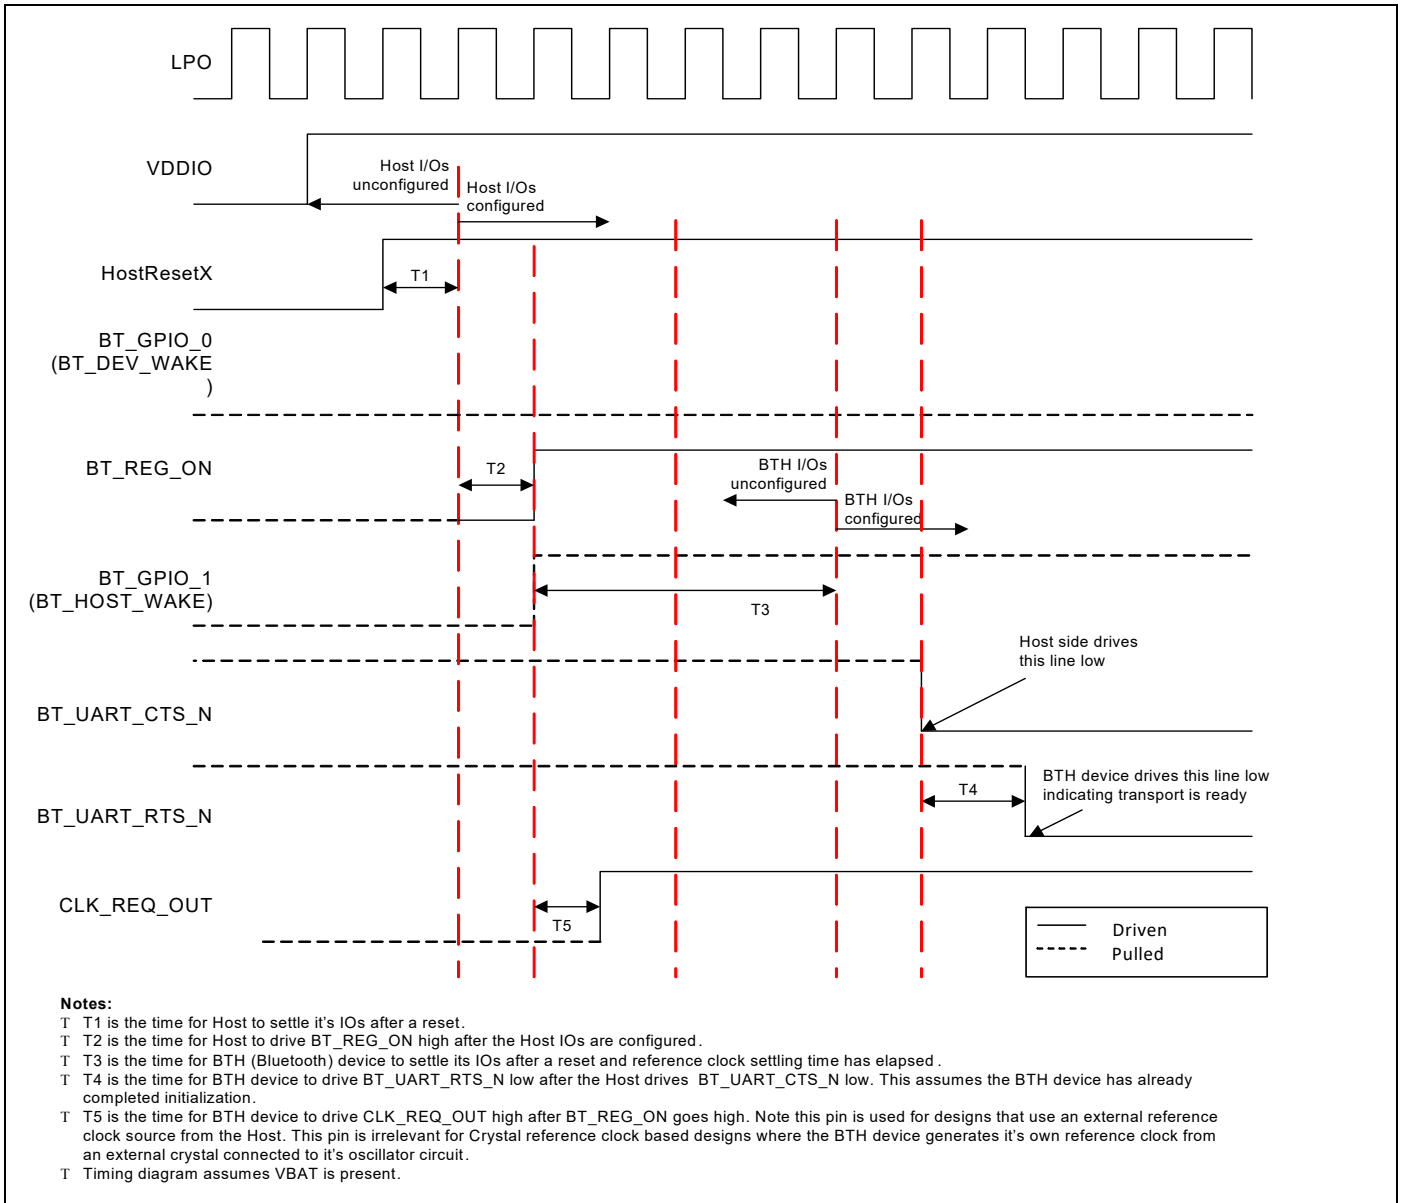 LPO
VDDIO
Host I/Os
unconfigured
Host I/Os
configured
HostResetX
T1
BT_GPIO_0
(BT_DEV_WAKE
)
BT_REG_ON
T2
BTH I/Os
unconfigured
BTH I/Os
configured
BT_GPIO_1
(BT_HOST_WAKE)
T3
Host side drives
this line low
BT_UART_CTS_N
BTH device drives this line low
indicating transport is ready
T4
BT_UART_RTS_N
CLK_REQ_OUT
T5
Driven
Pulled
Notes:
T T1 is the time for Host to settle it's IOs after a reset.
T T2 is the time for Host to drive BT_REG_ON high after the Host IOs are configured.
T T3 is the time for BTH (Bluetooth) device to settle its IOs after a reset and reference clock settling time has elapsed.
T T4 is the time for BTH device to drive BT_UART_RTS_N low after the Host drives BT_UART_CTS_N low. This assumes the BTH device has already
completed initialization.
T T5 is the time for BTH device to drive CLK_REQ_OUT high after BT_REG_ON goes high. Note this pin is used for designs that use an external reference
clock source from the Host. This pin is irrelevant for Crystal reference clock based designs where the BTH device generates it's own reference clock from
an external crystal connected to it's oscillator circuit.
T Timing diagram assumes VBAT is present.